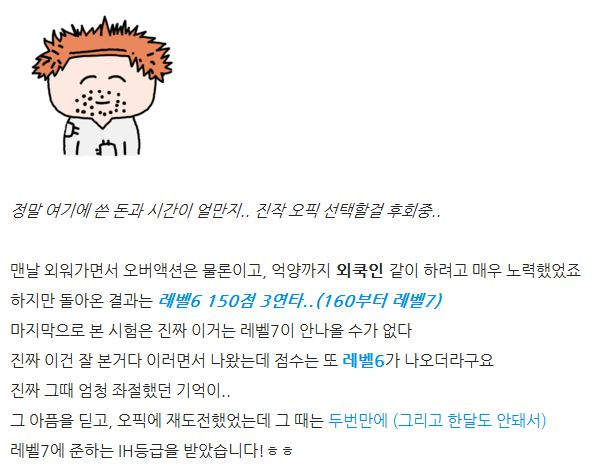 정말 여기에 쓴 돈과 시간이 얼만지.. 진작 오픽 선택할걸 후회중..
맨날 외워가면서 오버액션은 물론이고, 억양까지 외쿡인 같이 하려고 매우 노력했었죠
하지만 돌아온 결과는 레벨6 150점 3연타..(160부터 레벨7)
마지막으로 본 시험은 진짜 이거는 레벨7이 안나올 수가 없다
진짜 이건 잘 본거다 이러면서 나왔는데 점수는 또 레벨6가 나오더라구요
진짜 그때 엄청 좌절했던 기억이..
그 아픔을 딛고, 오픽에 재도전했었는데 그 때는 두번만에 (그리고 한달도 안돼서)
레벨7에 준하는 IH등급을 받았습니다!ㅎㅎ